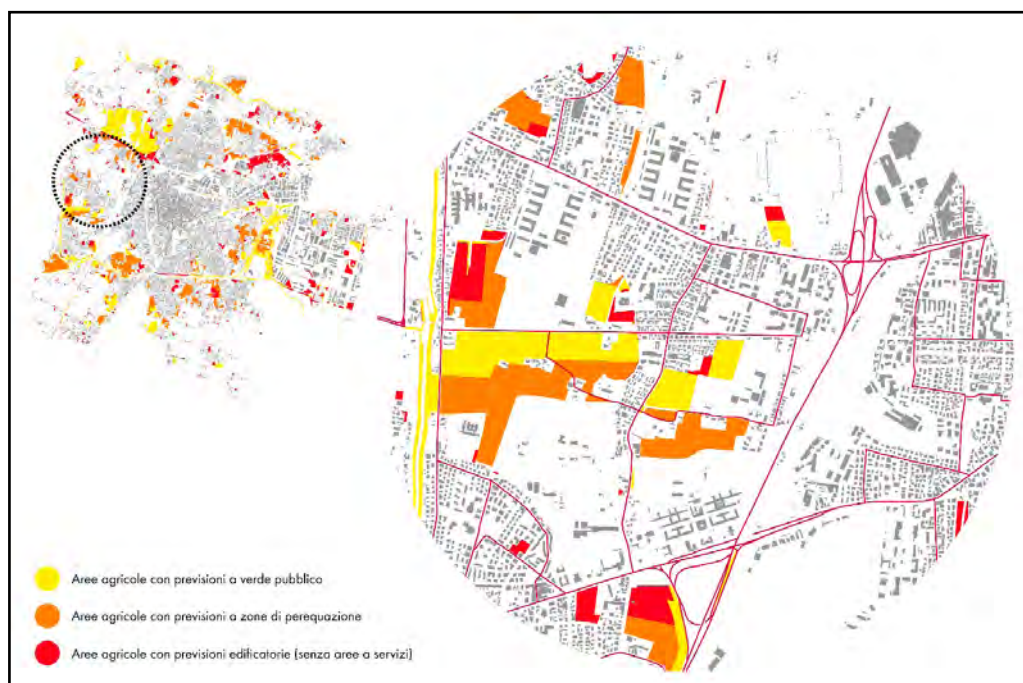 Aree agricole con previsioni a verde pubblico
Aree agricole con previsioni a zone di perequazione
Aree agricole con previsioni edificatorie (senza aree a servizi)